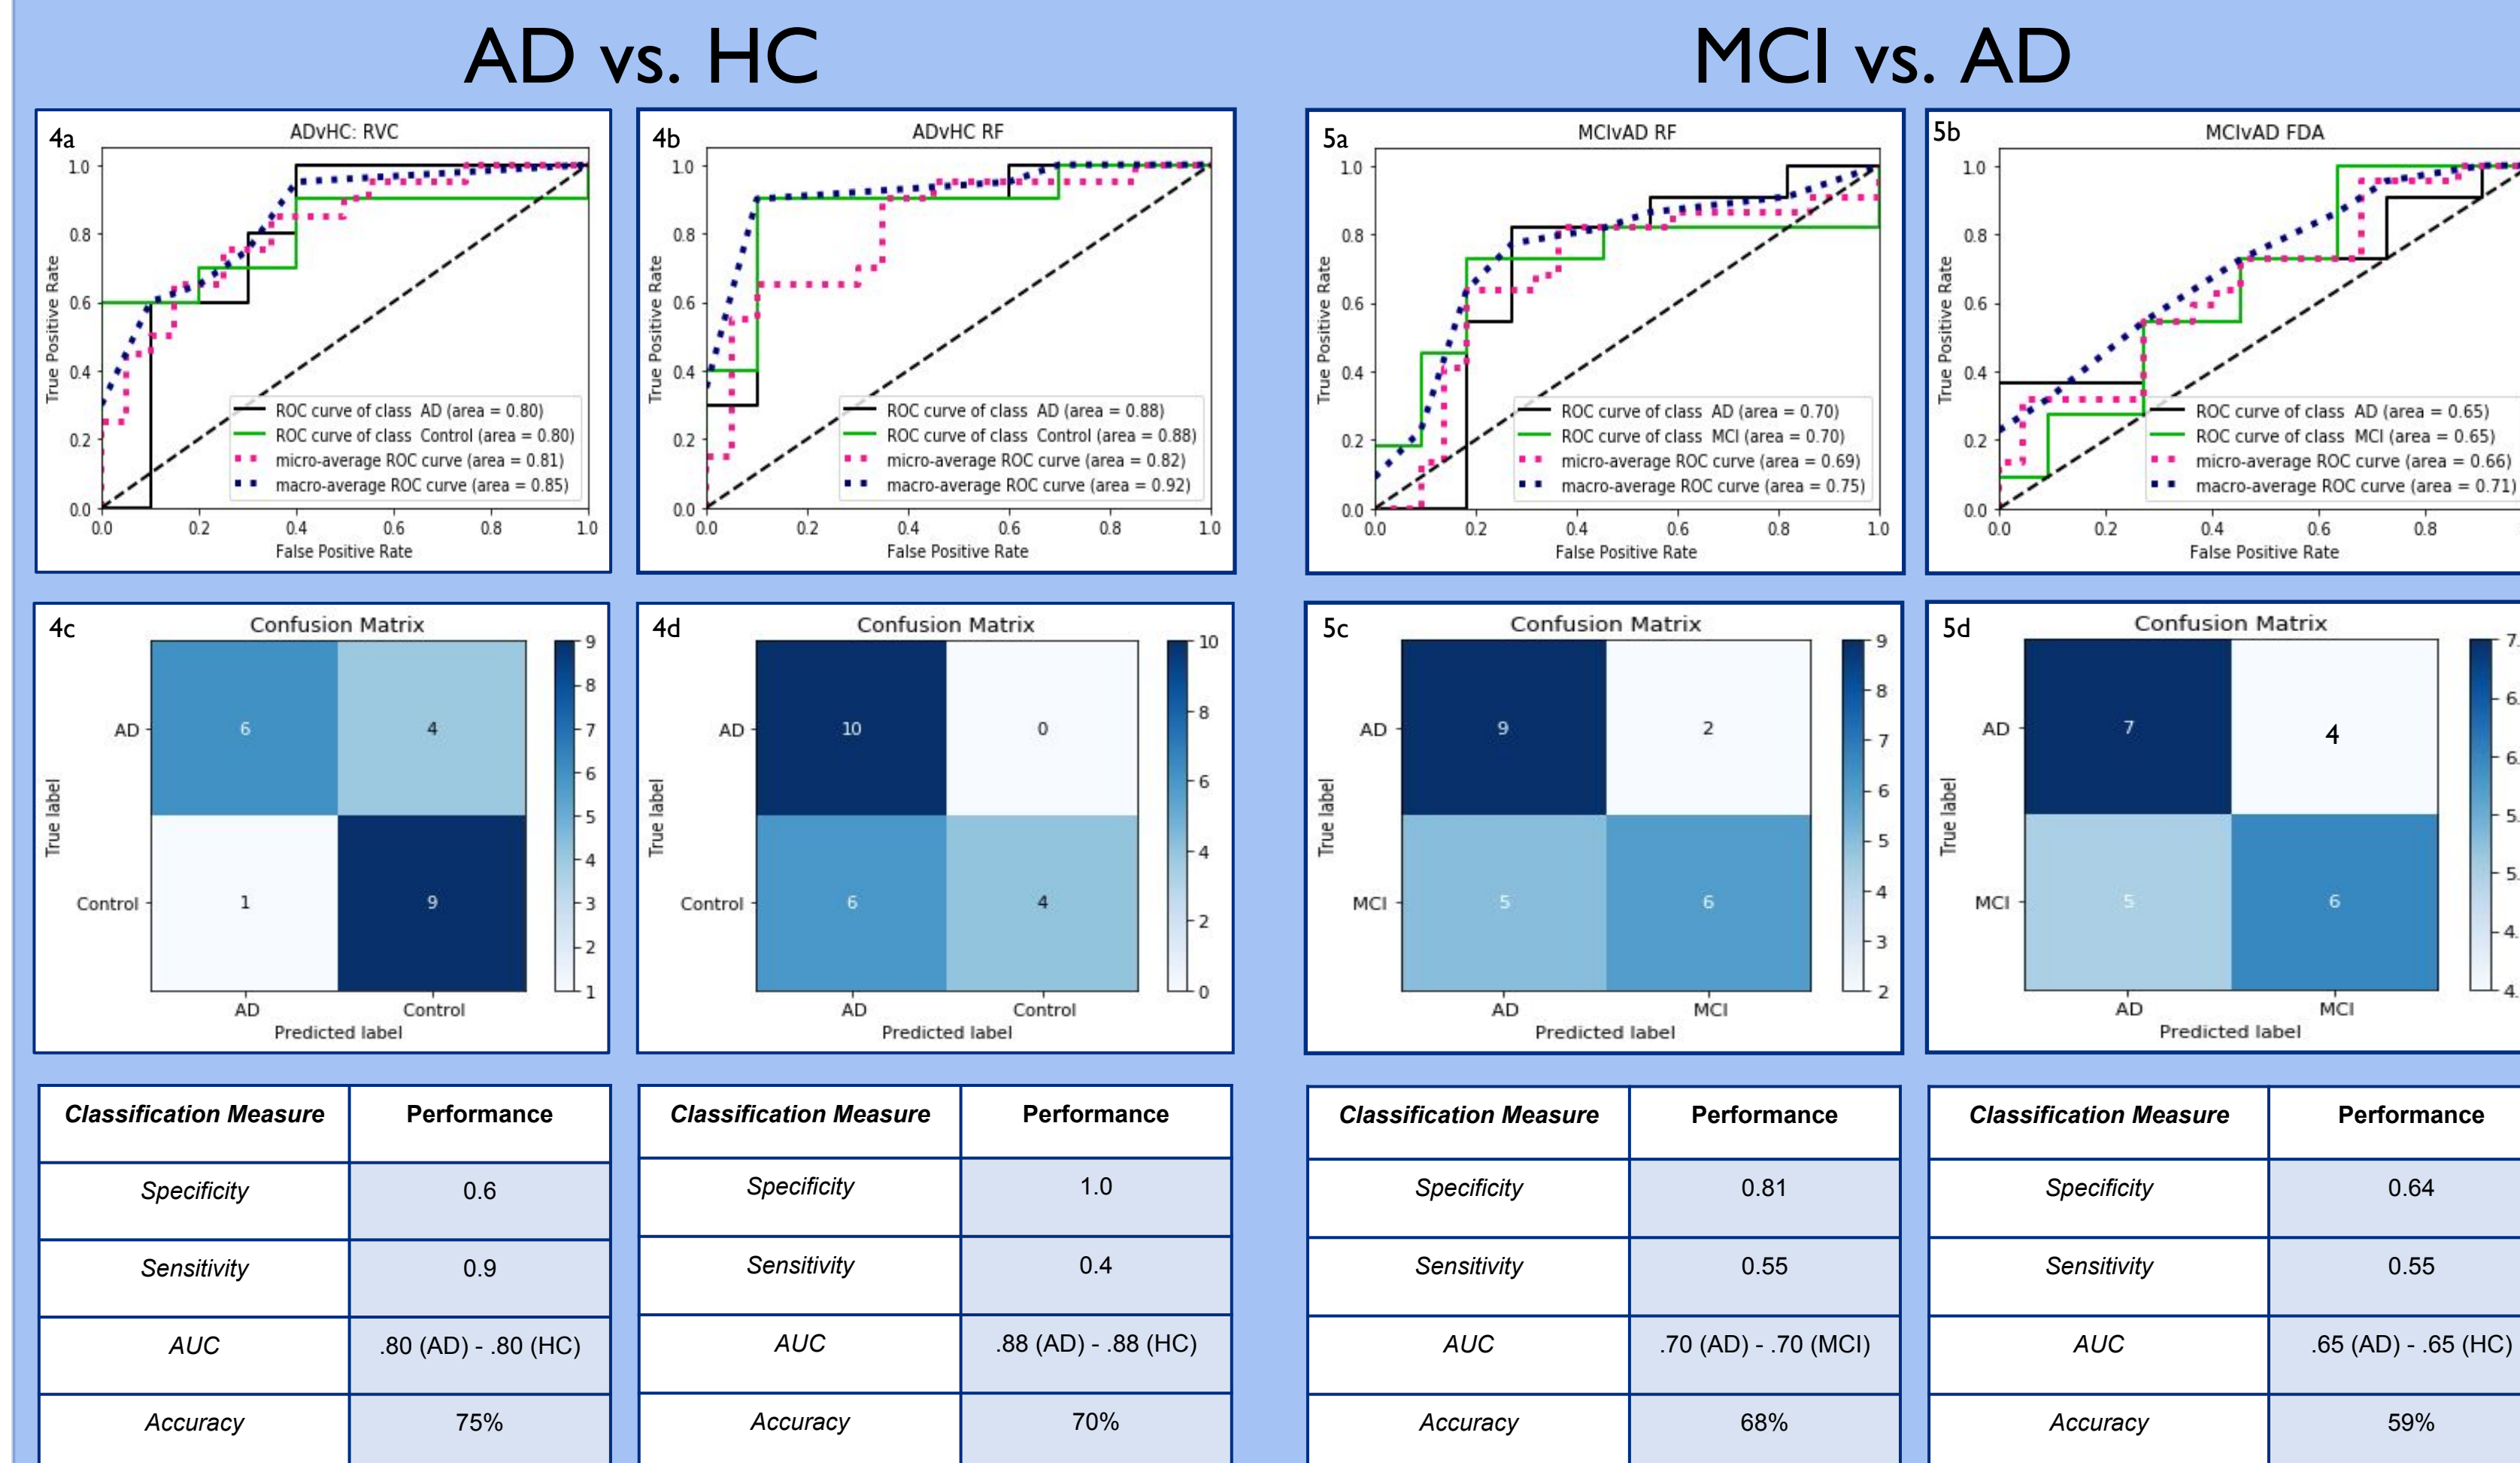 AD vs. HC
MCI vs. AD
4a
ADvHC: RVC
1.0
0.8
0.6
0.4
0.2
0.0
True Positive Rate
ROC curve of class AD (area = 0.80)
ROC curve of class Control (area = 0.80)
micro-average ROC curve (area = 0.81)
macro-average ROC curve (area = 0.85)
0.0 0.2 0.4 0.6 0.8 1.0
False Positive Rate
4b
ADvHC RF
1.0
0.8
0.6
0.4
0.2
0.0
True Positive Rate
ROC curve of class AD (area = 0.88)
ROC curve of class Control (area = 0.88)
micro-average ROC curve (area = 0.82)
macro-average ROC curve (area = 0.92)
0.0 0.2 0.4 0.6 0.8 1.0
False Positive Rate
5a
MCIvAD RF
1.0
0.8
0.6
0.4
0.2
0.0
True Positive Rate
ROC curve of class AD (area = 0.70)
ROC curve of class MCI (area = 0.70)
micro-average ROC curve (area = 0.69)
macro-average ROC curve (area = 0.75)
0.0 0.2 0.4 0.6 0.8 1.0
False Positive Rate
5b
MCIvAD FDA
1.0
0.8
0.6
0.4
0.2
0.0
True Positive Rate
ROC curve of class AD (area = 0.65)
ROC curve of class MCI (area = 0.65)
micro-average ROC curve (area = 0.66)
macro-average ROC curve (area = 0.71)
0.0 0.2 0.4 0.6 0.8
False Positive Rate
4c
Confusion Matrix
True label
AD 6 4
Control 1 9
AD Control
Predicted label
9
8
7
6
5
4
3
2
1
4d
Confusion Matrix
True label
AD 10 0
Control 6 4
AD Control
Predicted label
10
8
6
4
2
0
5c
Confusion Matrix
True label
AD 9 2
MCI 5 6
AD MCI
Predicted label
9
8
7
6
5
4
3
2
5d
Confusion Matrix
True label
AD 7 4
MCI 5 6
AD MCI
Predicted label
7.
6.
6.
5.
5.
4.
4.
Classification Measure Performance
Specificity 0.6
Sensitivity 0.9
AUC .80 (AD) - .80 (HC)
Accuracy 75%
Classification Measure Performance
Specificity 1.0
Sensitivity 0.4
AUC .88 (AD) - .88 (HC)
Accuracy 70%
Classification Measure Performance
Specificity 0.81
Sensitivity 0.55
AUC .70 (AD) - .70 (MCI)
Accuracy 68%
Classification Measure Performance
Specificity 0.64
Sensitivity 0.55
AUC .65 (AD) - .65 (HC)
Accuracy 59%